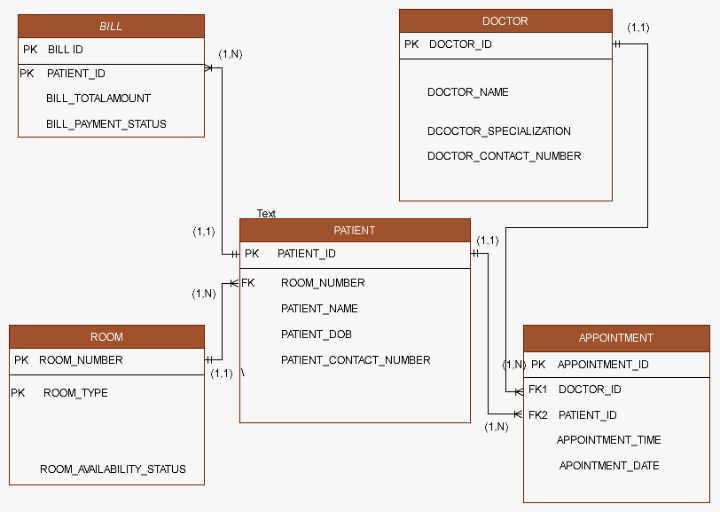 BILL
PK BILL ID
PK PATIENT_ID
BILL_TOTALAMOUNT
BILL_PAYMENT_STATUS
(1,N)
DOCTOR
PK DOCTOR_ID
DOCTOR_NAME
DCOCTOR_SPECIALIZATION
DOCTOR_CONTACT_NUMBER
(1,1)
Text
PATIENT
(1,1)
PK PATIENT_ID
(1,1)
FK ROOM_NUMBER
(1,N)
PATIENT_NAME
PATIENT_DOB
PATIENT_CONTACT_NUMBER
\
ROOM
PK ROOM_NUMBER
(1,1)
PK ROOM_TYPE
ROOM_AVAILABILITY_STATUS
APPOINTMENT
(1,N) PK APPOINTMENT_ID
FK1 DOCTOR_ID
FK2 PATIENT_ID
(1,N)
APPOINTMENT_TIME
APOINTMENT_DATE